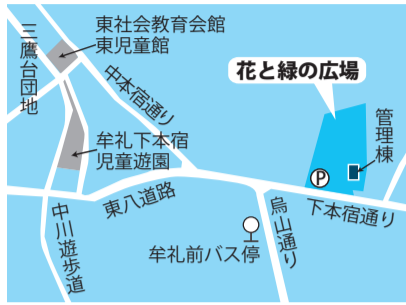 東社会教育会館
東児童館
三鷹台団地
中本宿通り
花と緑の広場
管理棟
牟礼下本宿
児童遊園
P
東八道路
下本宿通り
烏山通り
中川遊歩道
牟礼前バス停